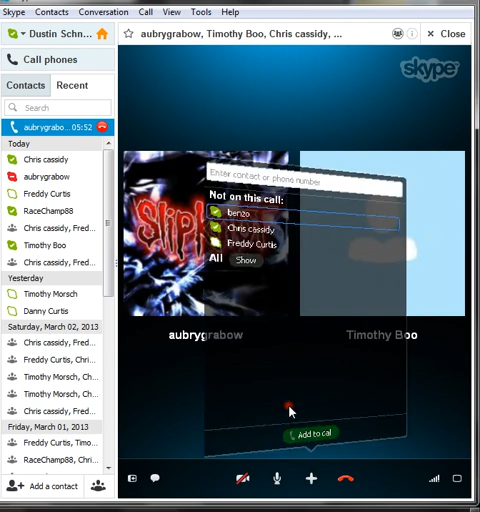 Skype Contacts Conversation Call View Tools Help
Dustin Schn...
aubrygrabow, Timothy Boo, Chris cassidy, ...
Close
Call phones
skype
Contacts Recent
Search
aubrygrabo... 05:52
Today
Chris cassidy
aubrygrabow
Freddy Curtis
RaceChamp88
Chris cassidy, Fred...
Timothy Boo
Chris cassidy, Fred...
Yesterday
Timothy Morsch
Danny Curtis
Saturday, March 02, 2013
Chris cassidy, Fred...
Freddy Curtis, Chri...
Timothy Morsch, C...
Timothy Morsch, Ch...
Chris cassidy, Fred...
Friday, March 01, 2013
Freddy Curtis, Timo...
RaceChamp88, Chri...
Add a contact
Enter contact or phone number
Not on this call:
benzo
Chris cassidy
Freddy Curtis
All Show
aubrygrabow
Timothy Boo
Add to call